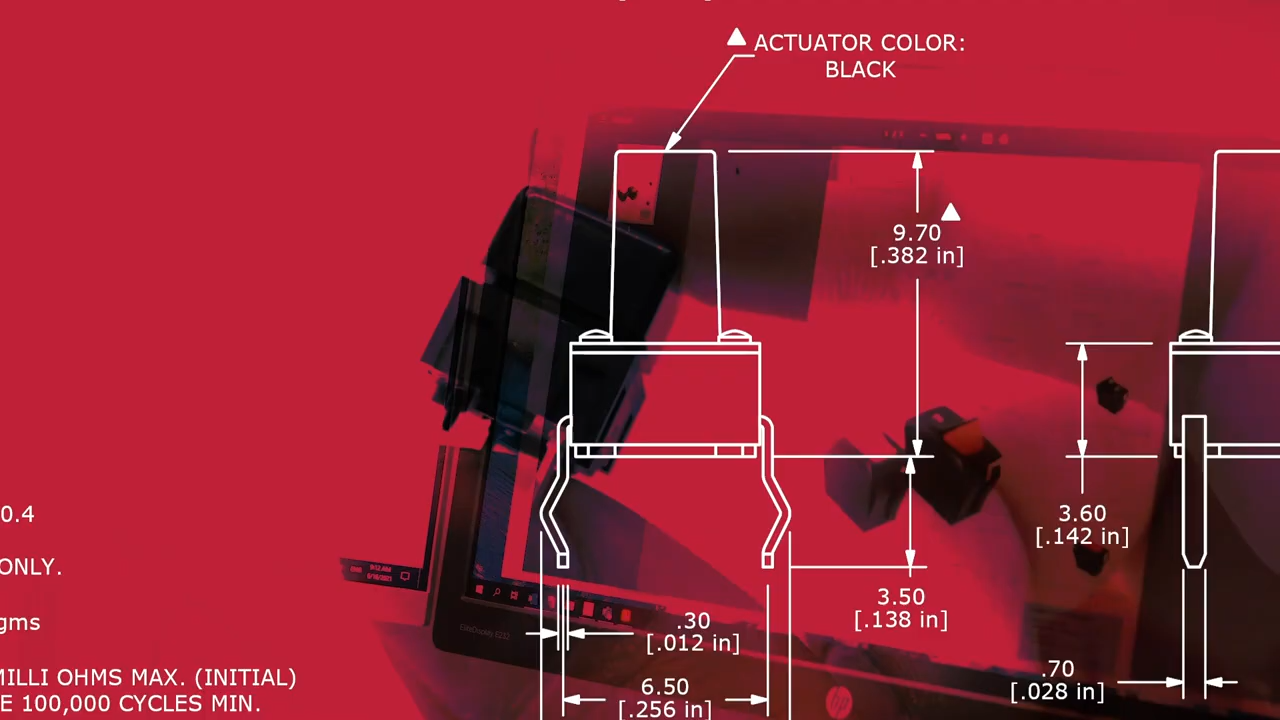 ACTUATOR COLOR:
BLACK
9.70
[.382 in]
0.4
3.60
[.142 in]
ONLY.
3.50
[.138 in]
gms
.30
[.012 in]
MILLI OHMS MAX. (INITIAL)
.70
[.028 in]
6.50
[.256 in]
E 100,000 CYCLES MIN.
hp